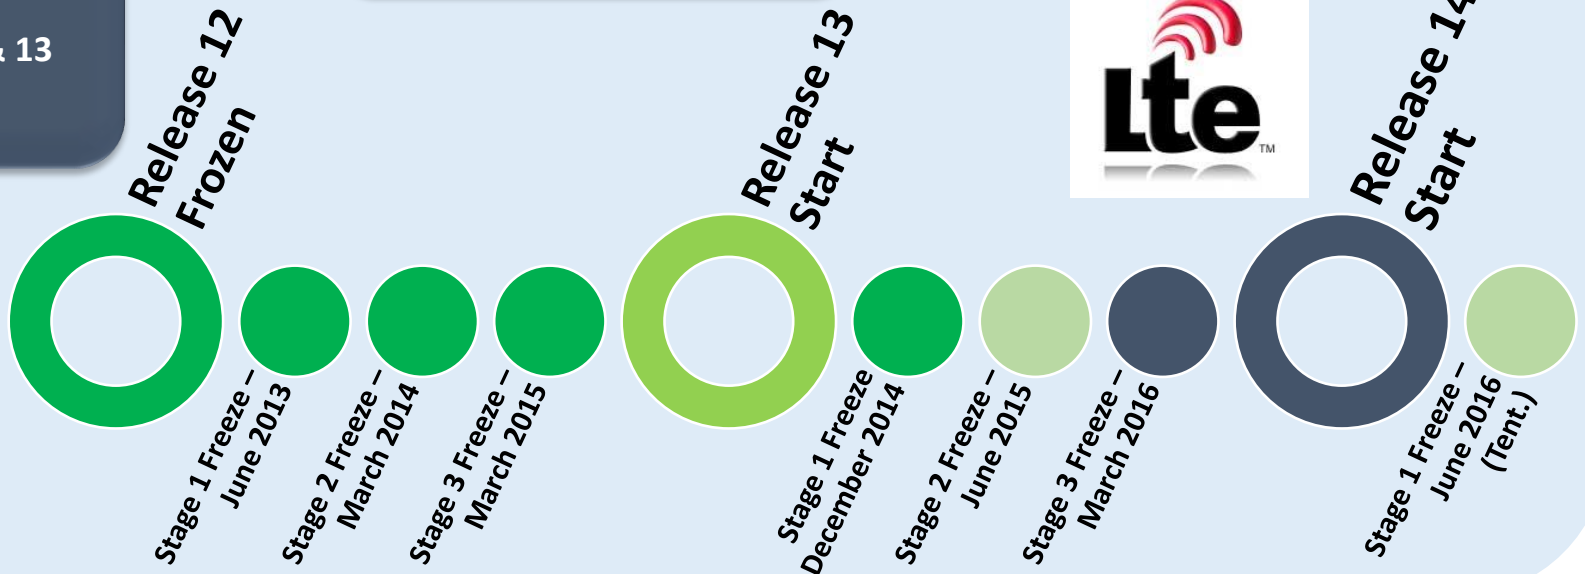 & 13
Release 12
Frozen
Release 13
Start
Lte
TM
Release 14
Start
Stage 1 Freeze –
June 2013
Stage 2 Freeze –
March 2014
Stage 3 Freeze –
March 2015
Stage 1 Freeze
December 2014
Stage 2 Freeze –
June 2015
Stage 3 Freeze –
March 2016
Stage 1 Freeze –
June 2016
(Tent.)